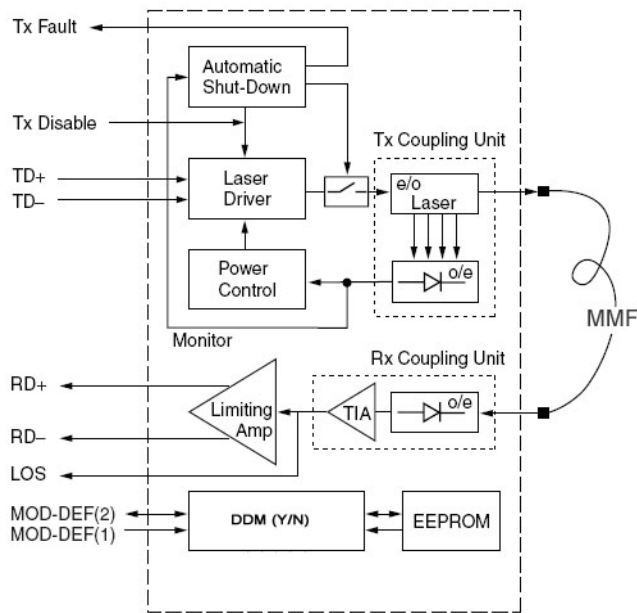 Tx Fault
Automatic
Shut-Down
Tx Disable
Tx Coupling Unit
TD+
TD–
Laser
Driver
e/o
Laser
Power
Control
o/e
MMF
Monitor
Rx Coupling Unit
RD+
RD–
Limiting
Amp
TIA
o/e
LOS
MOD-DEF(2)
MOD-DEF(1)
DDM (Y/N)
EEPROM